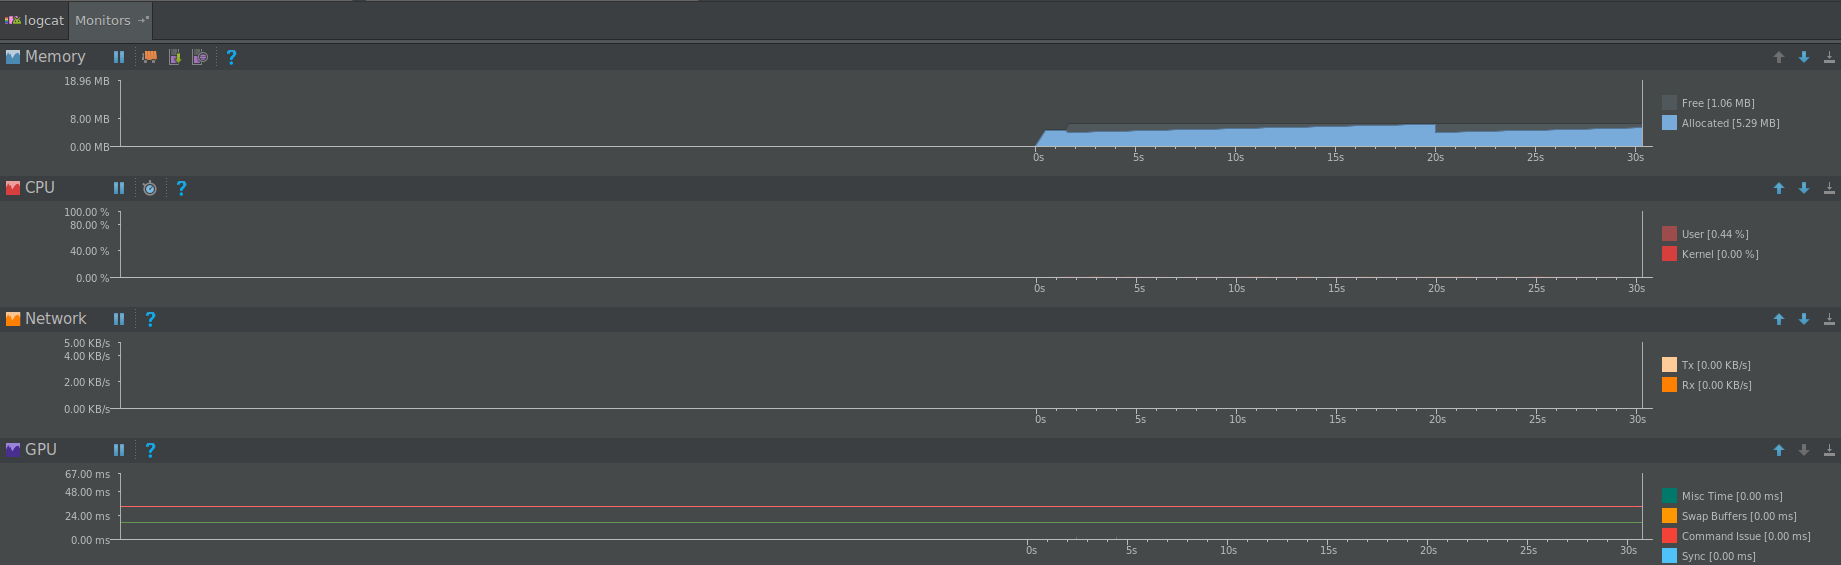 logcat Monitors
Memory ?
18.96 MB
8.00 MB
0.00 MB
0s 5s 10s 15s 20s 25s 30s
Free [1.06 MB]
Allocated [5.29 MB]
CPU ?
100.00 %
80.00 %
40.00 %
0.00 %
0s 5s 10s 15s 20s 25s 30s
User [0.44 %]
Kernel [0.00 %]
Network ?
5.00 KB/s
4.00 KB/s
2.00 KB/s
0.00 KB/s
0s 5s 10s 15s 20s 25s 30s
Tx [0.00 KB/s]
Rx [0.00 KB/s]
GPU ?
67.00 ms
48.00 ms
24.00 ms
0.00 ms
0s 5s 10s 15s 20s 25s 30s
Misc Time [0.00 ms]
Swap Buffers [0.00 ms]
Command Issue [0.00 ms]
Sync [0.00 ms]